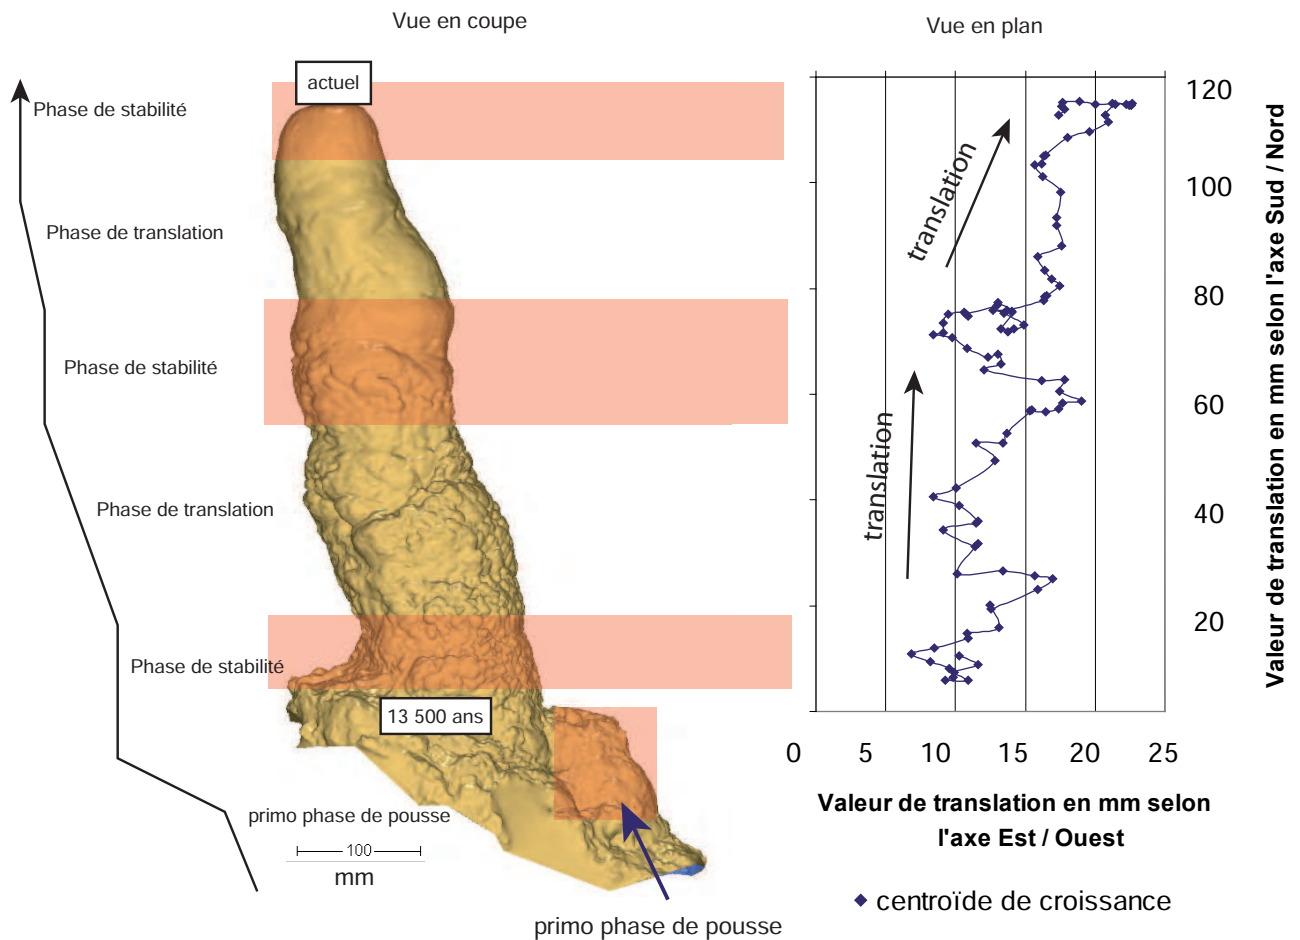 Vue en coupe
Vue en plan
actuel
Phase de stabilité
Phase de translation
Phase de stabilité
Phase de translation
Phase de stabilité
13 500 ans
primo phase de pousse
100
mm
primo phase de pousse
translation
translation
120
100
80
60
40
20
Valeur de translation en mm selon l'axe Sud / Nord
0 5 10 15 20 25
Valeur de translation en mm selon
l'axe Est / Ouest
centroïde de croissance